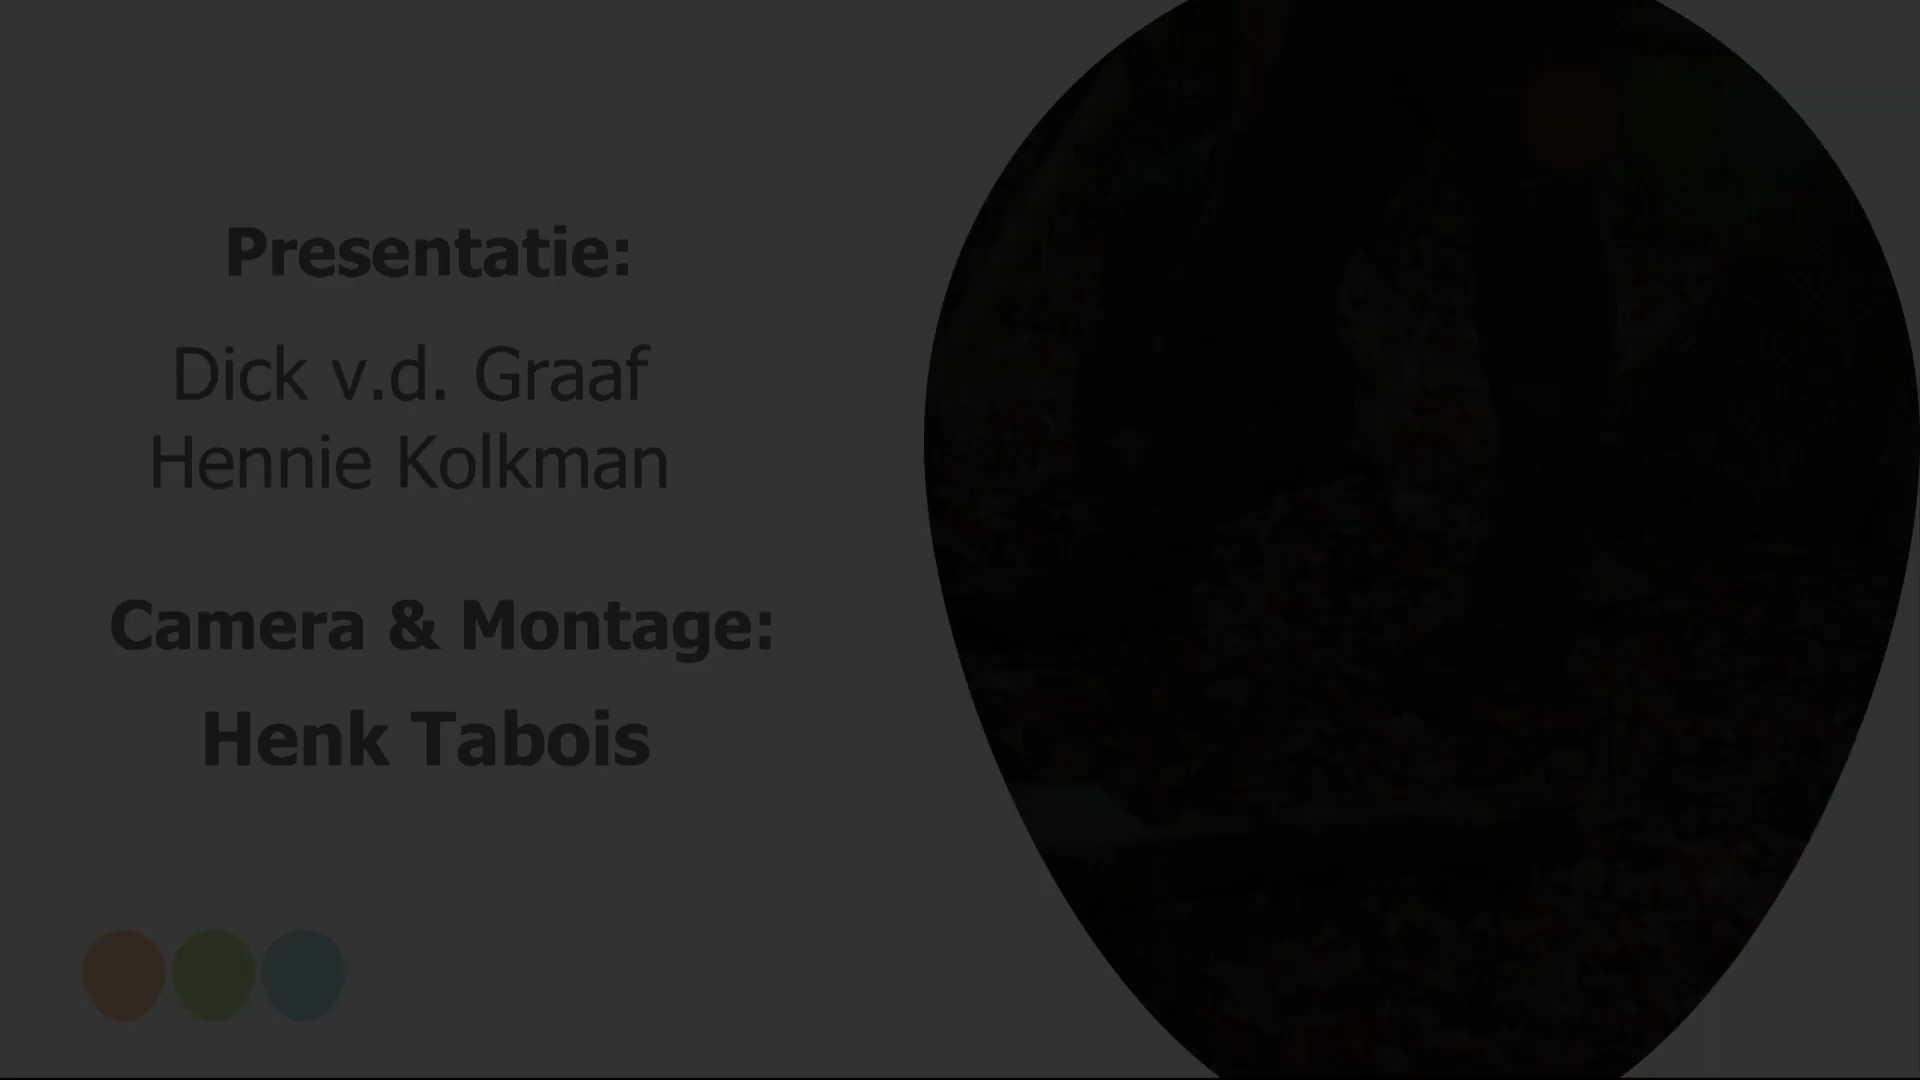 Presentatie:
Dick v.d. Graaf
Hennie Kolkman
Camera & Montage:
Henk Tabois